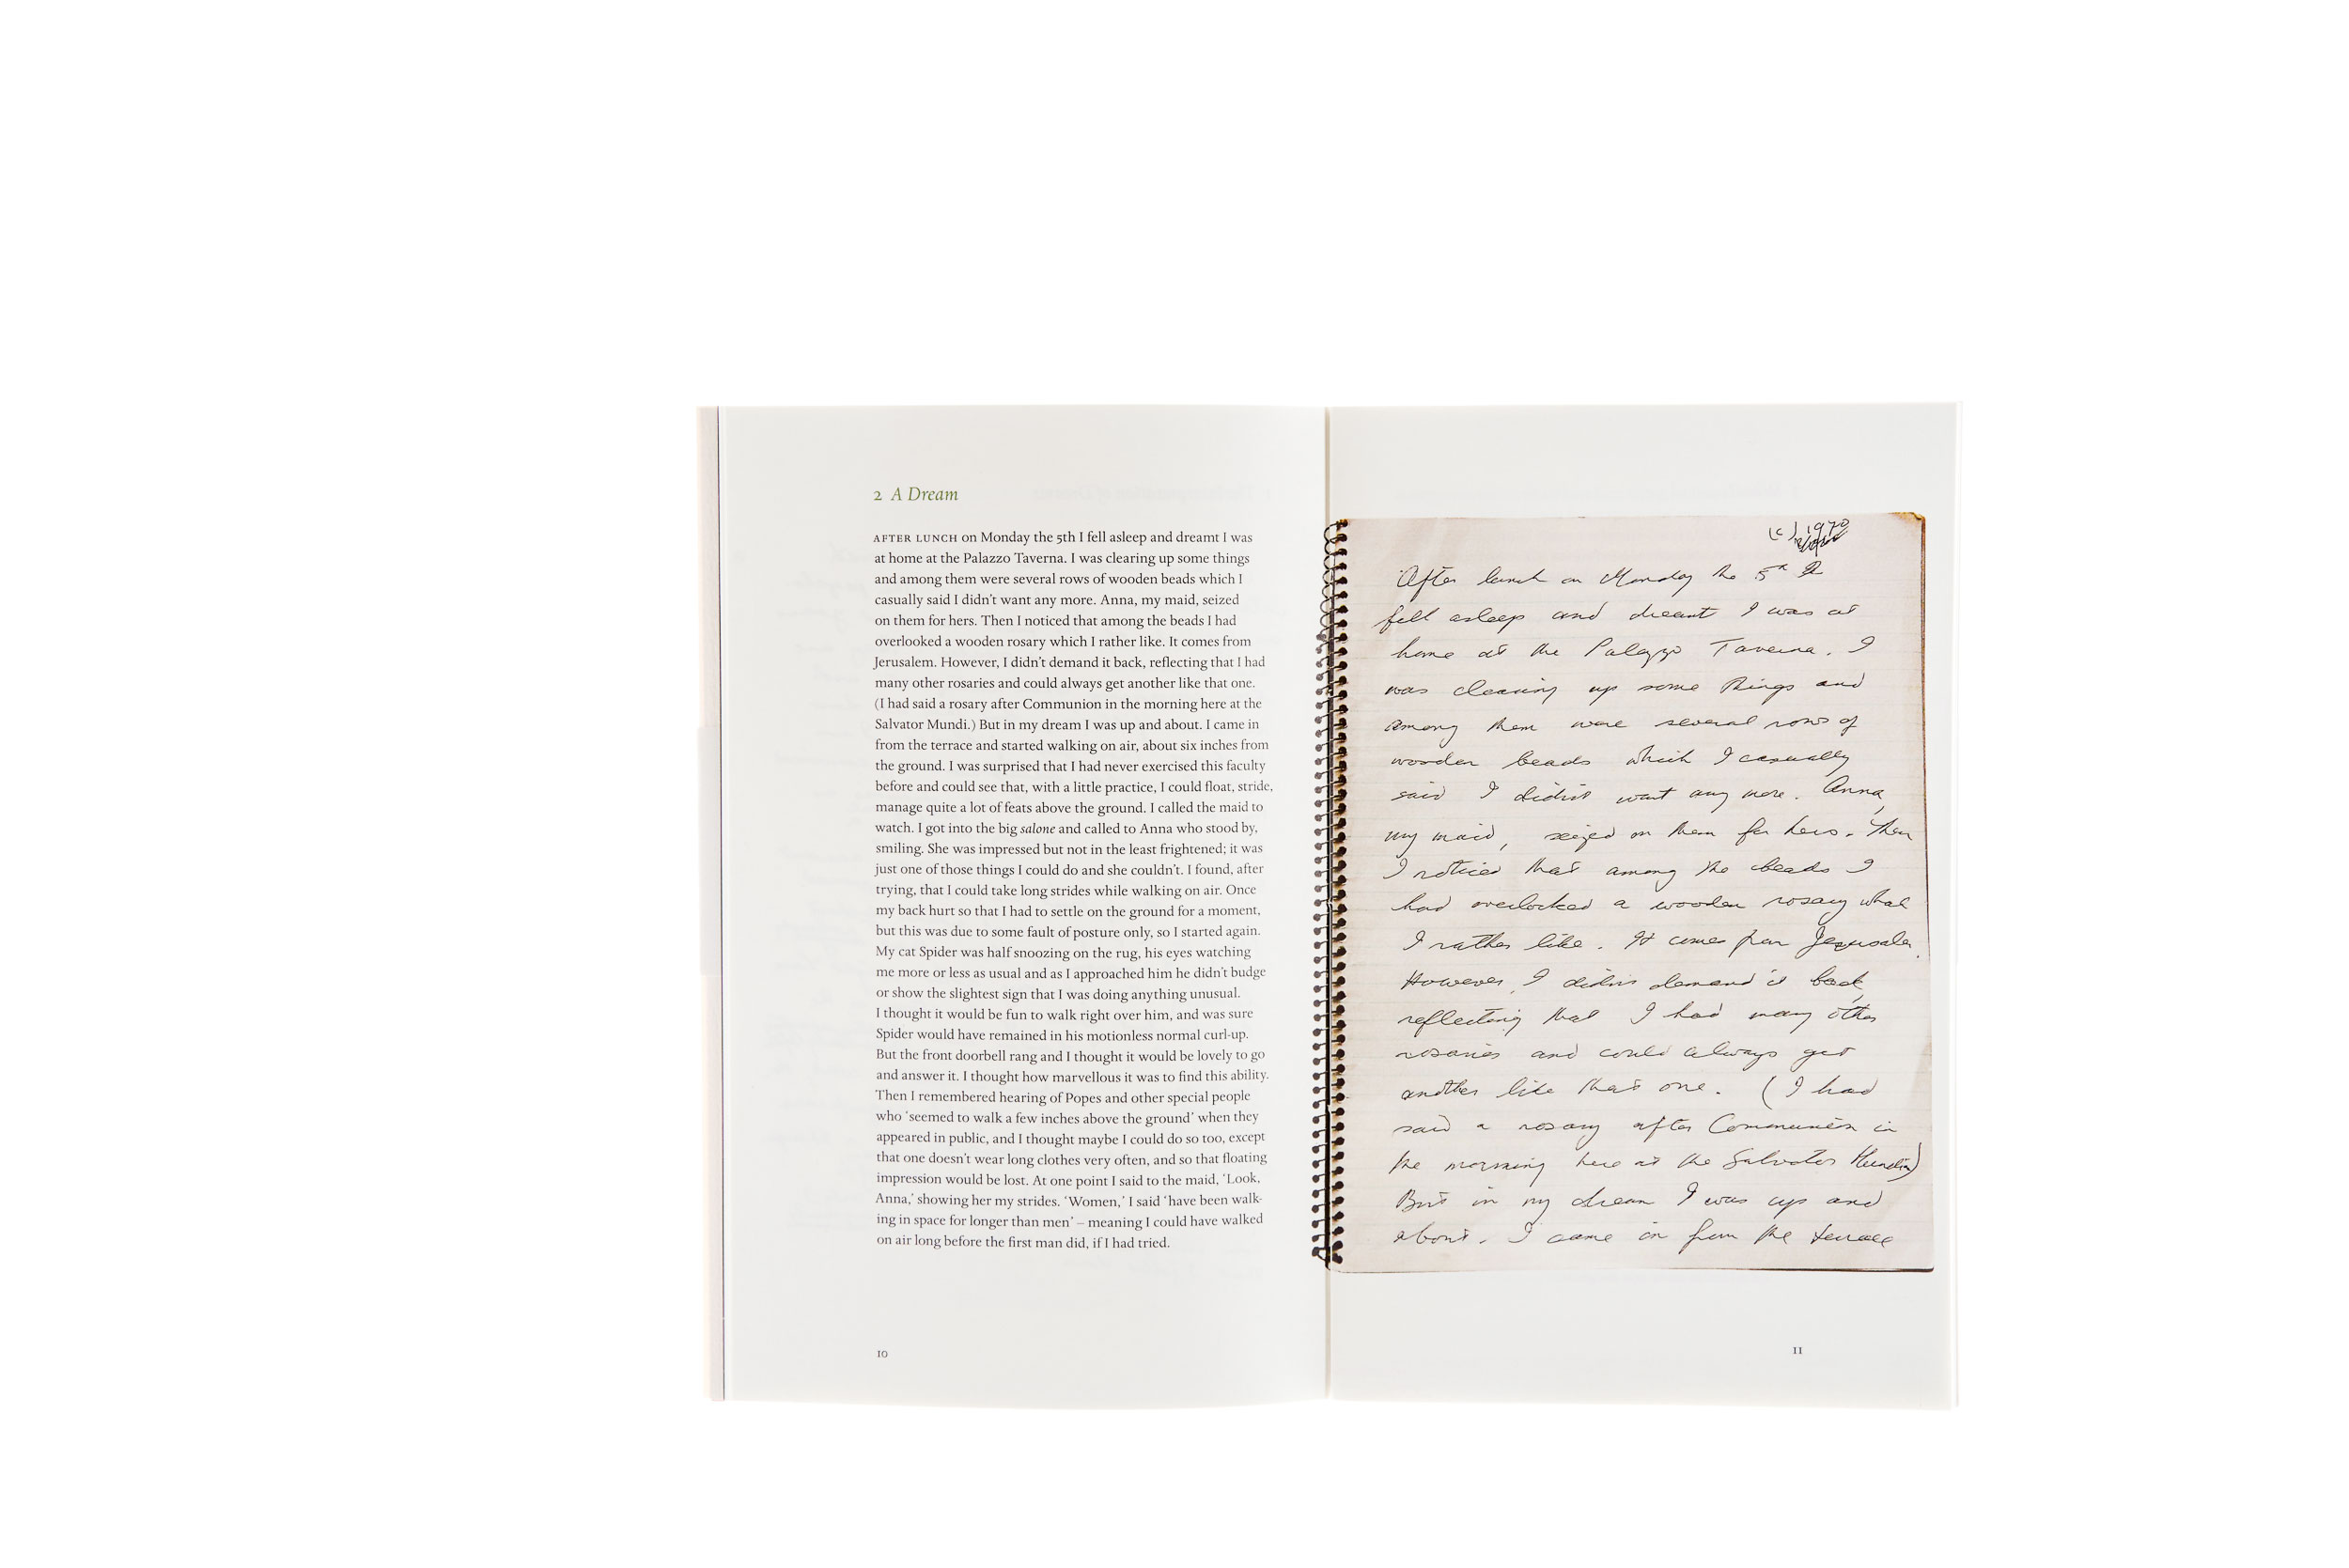 2 A Dream
AFTER LUNCH on Monday the 5th I fell asleep and dreamt I was
at home at the Palazzo Taverna. I was clearing up some things
and among them were several rows of wooden beads which I
casually said I didn't want any more. Anna, my maid, seized
on them for hers. Then I noticed that among the beads I had
overlooked a wooden rosary which I rather like. It comes from
Jerusalem. However, I didn't demand it back, reflecting that I had
many other rosaries and could always get another like that one.
(I had said a rosary after Communion in the morning here at the
Salvator Mundi.) But in my dream I was up and about. I came in
from the terrace and started walking on air, about six inches from
the ground. I was surprised that I had never exercised this faculty
before and could see that, with a little practice, I could float, stride,
manage quite a lot of feats above the ground. I called the maid to
watch. I got into the big salone and called to Anna who stood by,
smiling. She was impressed but not in the least frightened; it was
just one of those things I could do and she couldn't. I found, after
trying, that I could take long strides while walking on air. Once
my back hurt so that I had to settle on the ground for a moment,
but this was due to some fault of posture only, so I started again.
My cat Spider was half snoozing on the rug, his eyes watching
me more or less as usual and as I approached him he didn't budge
or show the slightest sign that I was doing anything unusual.
I thought it would be fun to walk right over him, and was sure
Spider would have remained in his motionless normal curl-up.
But the front doorbell rang and I thought it would be lovely to go
and answer it. I thought how marvellous it was to find this ability.
Then I remembered hearing of Popes and other special people
who 'seemed to walk a few inches above the ground' when they
appeared in public, and I thought maybe I could do so too, except
that one doesn't wear long clothes very often, and so that floating
impression would be lost. At one point I said to the maid, 'Look,
Anna,' showing her my strides. 'Women,' I said 'have been walk-
ing in space for longer than men' – meaning I could have walked
on air long before the first man did, if I had tried.
10
(c) 1970
After lunch on Monday the 5th I
fell asleep and dreamt I was at
home at the Palazzo Taverna. I
was clearing up some things and
among them were several rows of
wooden beads which I casually
said I didn't want any more. Anna,
my maid, seized on them for hers. Then
I noticed that among the beads I
had overlooked a wooden rosary what
I rather like. It comes from Jerusalem.
However, I didn't demand it back,
reflecting that I had many other
rosaries and could always get
another like that one. (I had
said a rosary after Communion in
the morning here at the Salvator Mundi)
But in my dream I was up and
about. I came in from the terrace
11